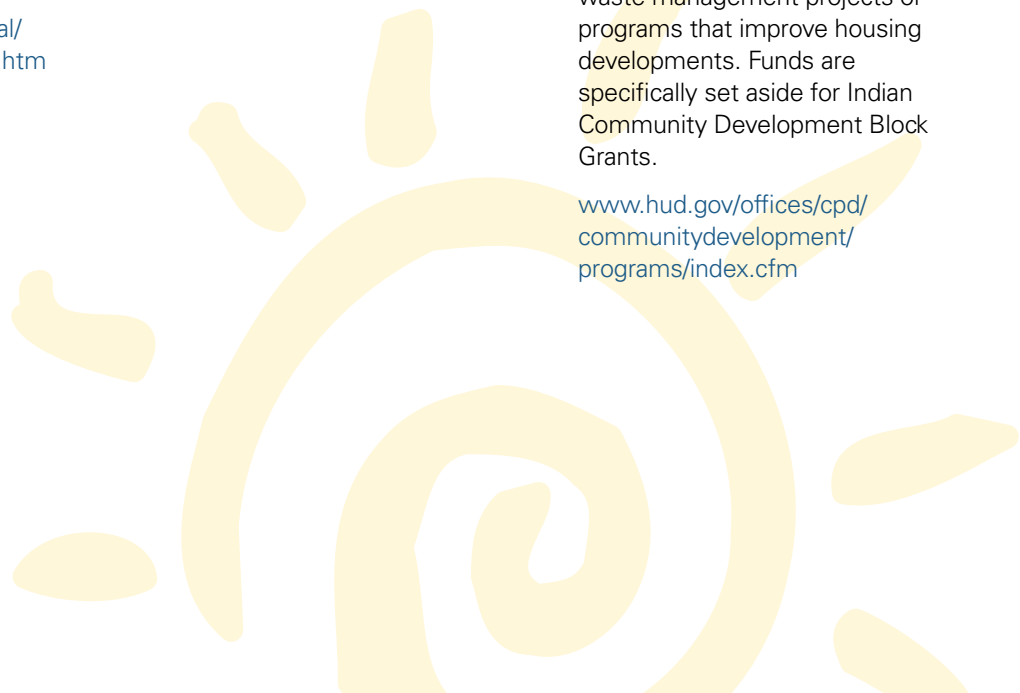 al/
htm
waste management projects or
programs that improve housing
developments. Funds are
specifically set aside for Indian
Community Development Block
Grants.
www.hud.gov/offices/cpd/
communitydevelopment/
programs/index.cfm